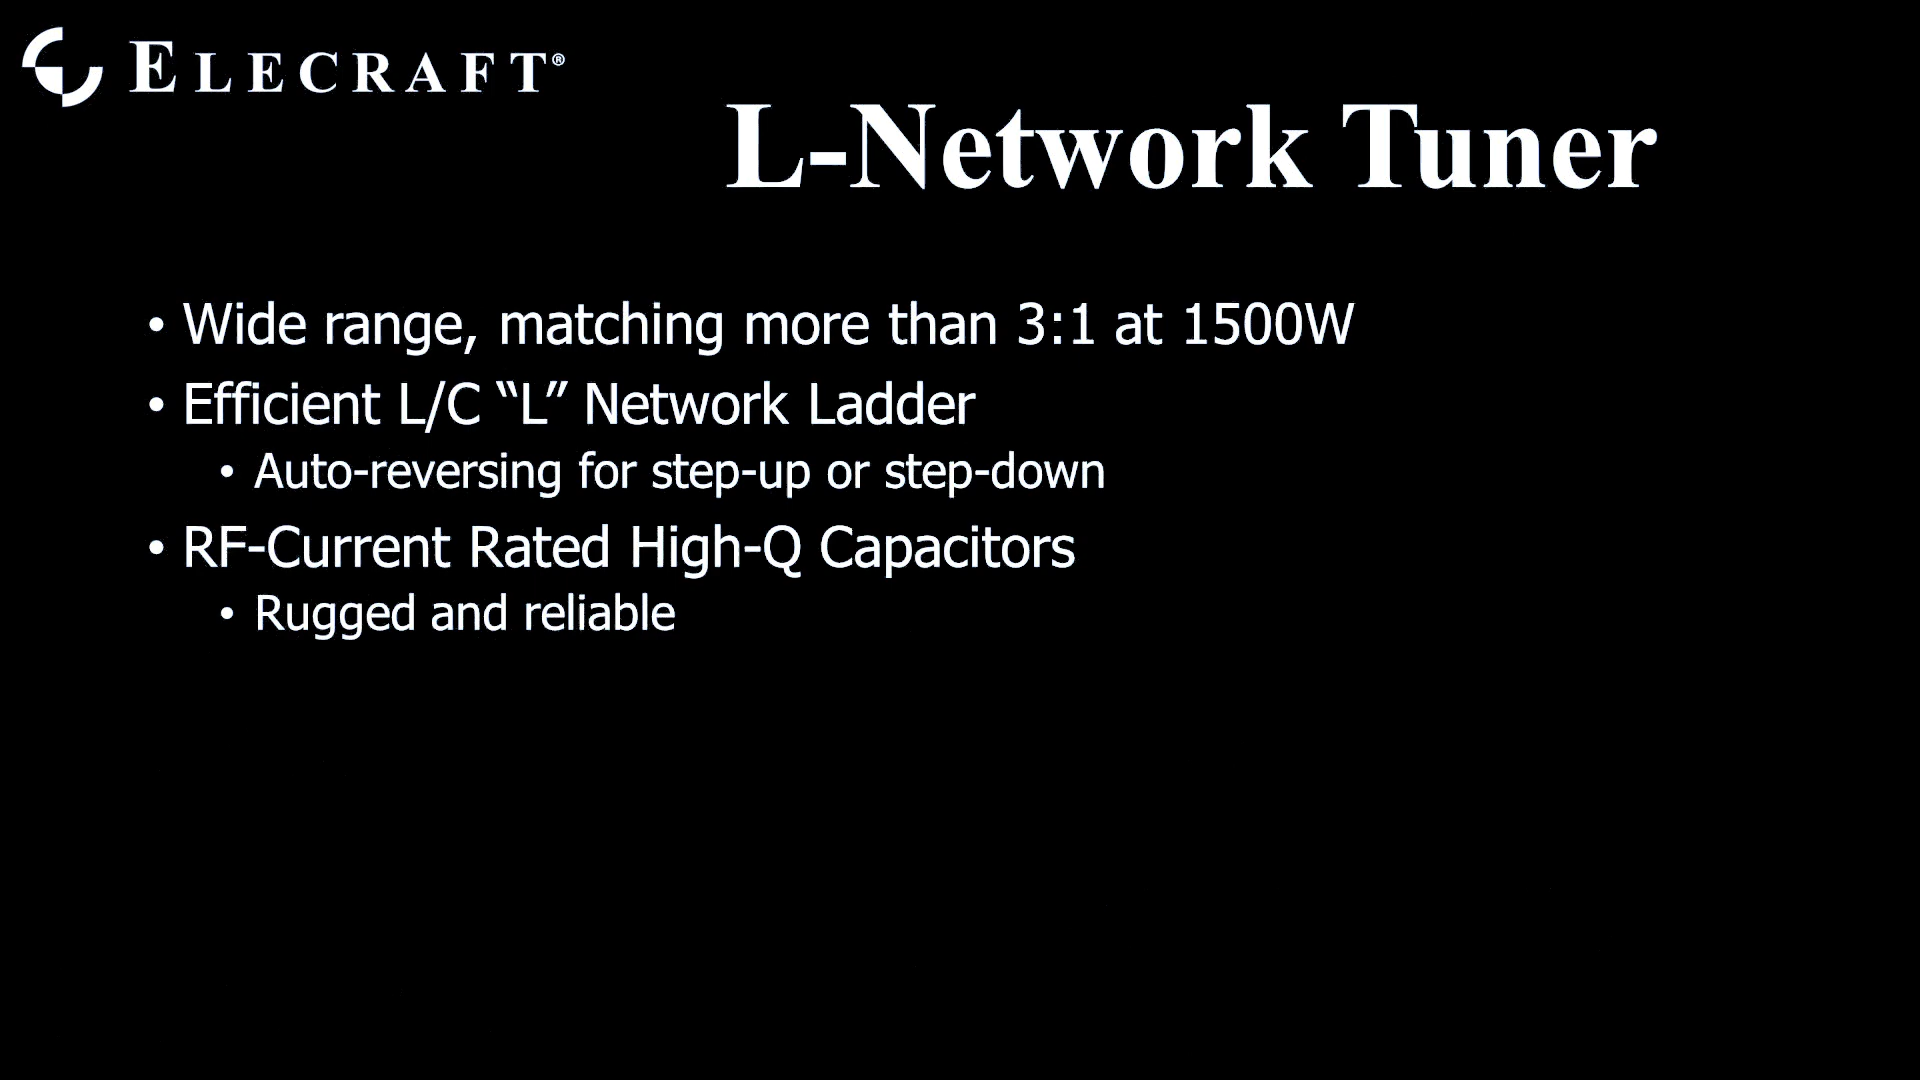 ELECRAFT®
L-Network Tuner
• Wide range, matching more than 3:1 at 1500W
• Efficient L/C “L” Network Ladder
• Auto-reversing for step-up or step-down
• RF-Current Rated High-Q Capacitors
• Rugged and reliable